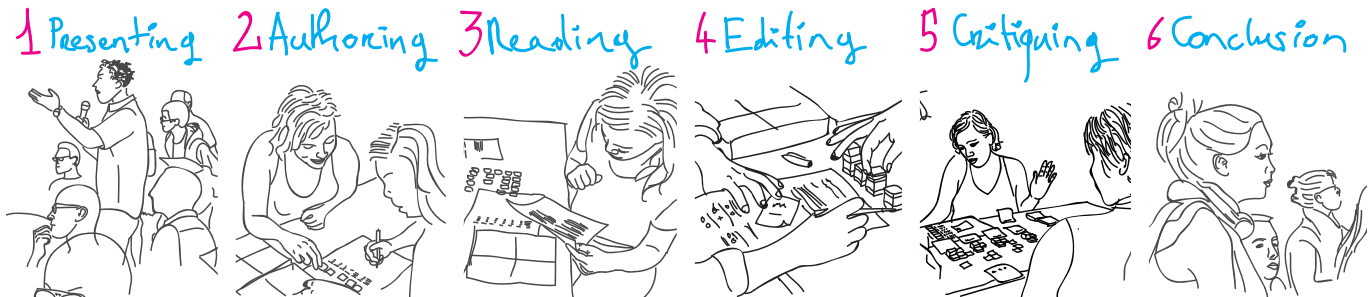 1 Presenting
2 Authoring
3 Reading
4 Editing
5 Critiquing
6 Conclusion